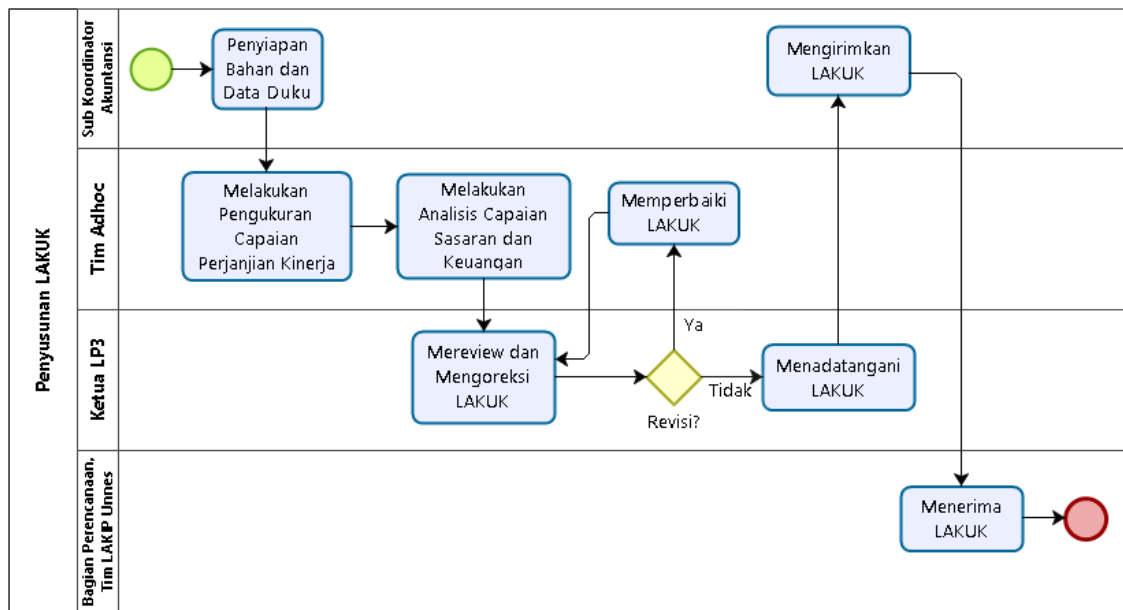 Penyusunan LAKUK
Sub Koordinator
Akuntansi
Penyiapan
Bahan dan
Data Duku
Mengirimkan
LAKUK
Tim Adhoc
Melakukan
Pengukuran
Capaian
Perjanjian Kinerja
Melakukan
Analisis Capaian
Sasaran dan
Keuangan
Memperbaiki
LAKUK
Ketua LP3
Mereview dan
Mengoreksi
LAKUK
Ya
Revisi?
Tidak
Menadatangani
LAKUK
Bagian Perencanaan,
Tim LAKIP Unnes
Menerima
LAKUK